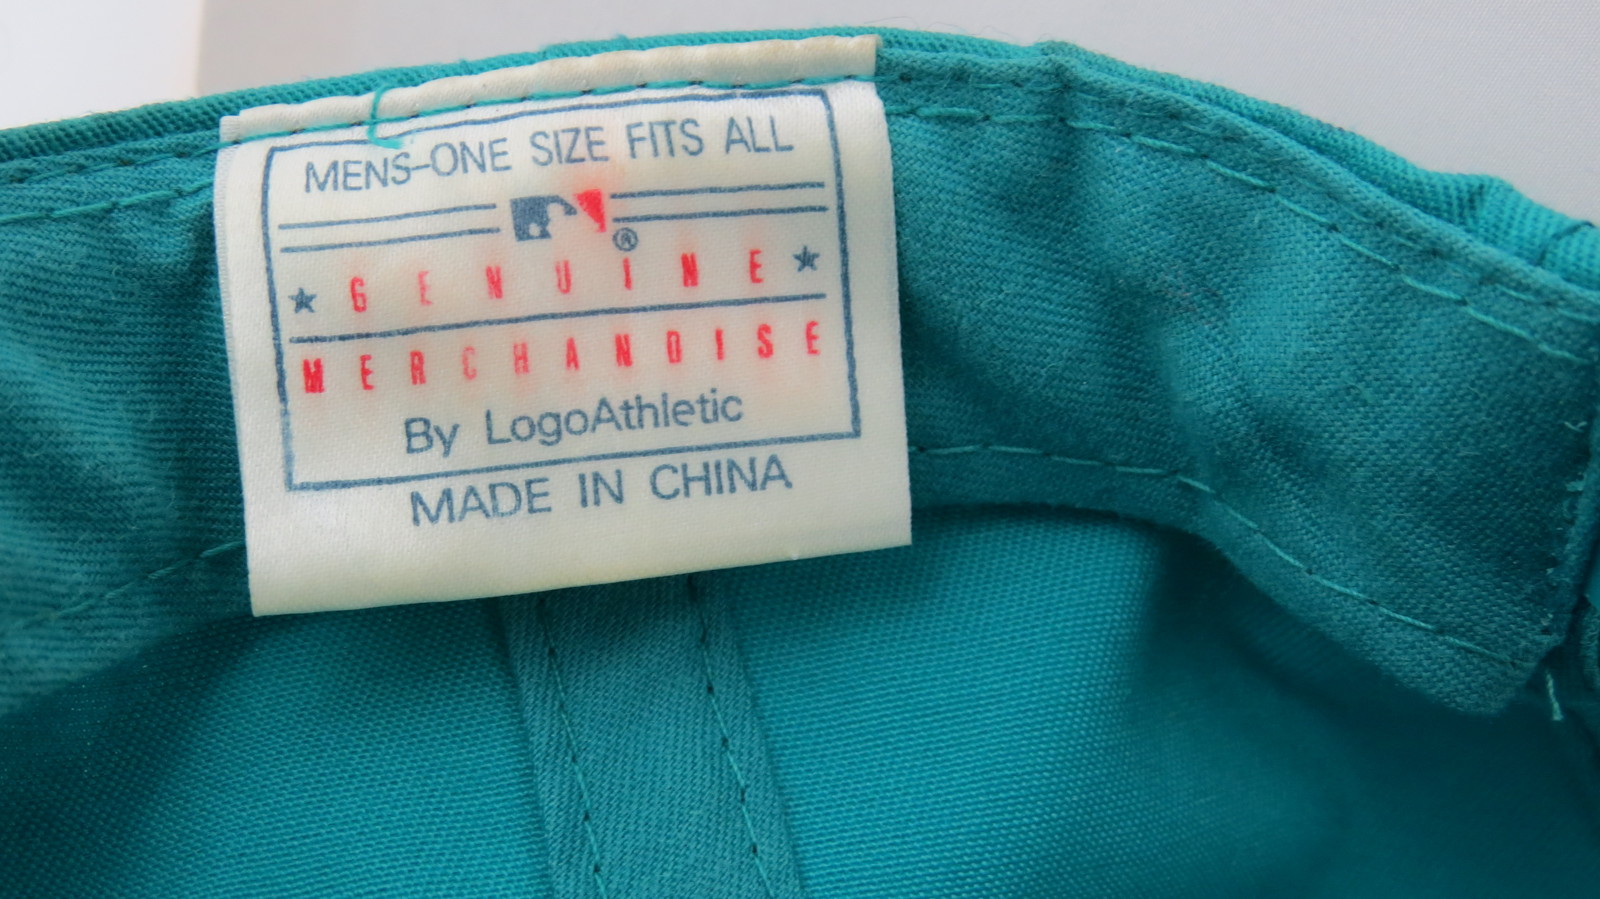 MENS-ONE SIZE FITS ALL
®
★ GENUINE ★
MERCHANDISE
By LogoAthletic
MADE IN CHINA